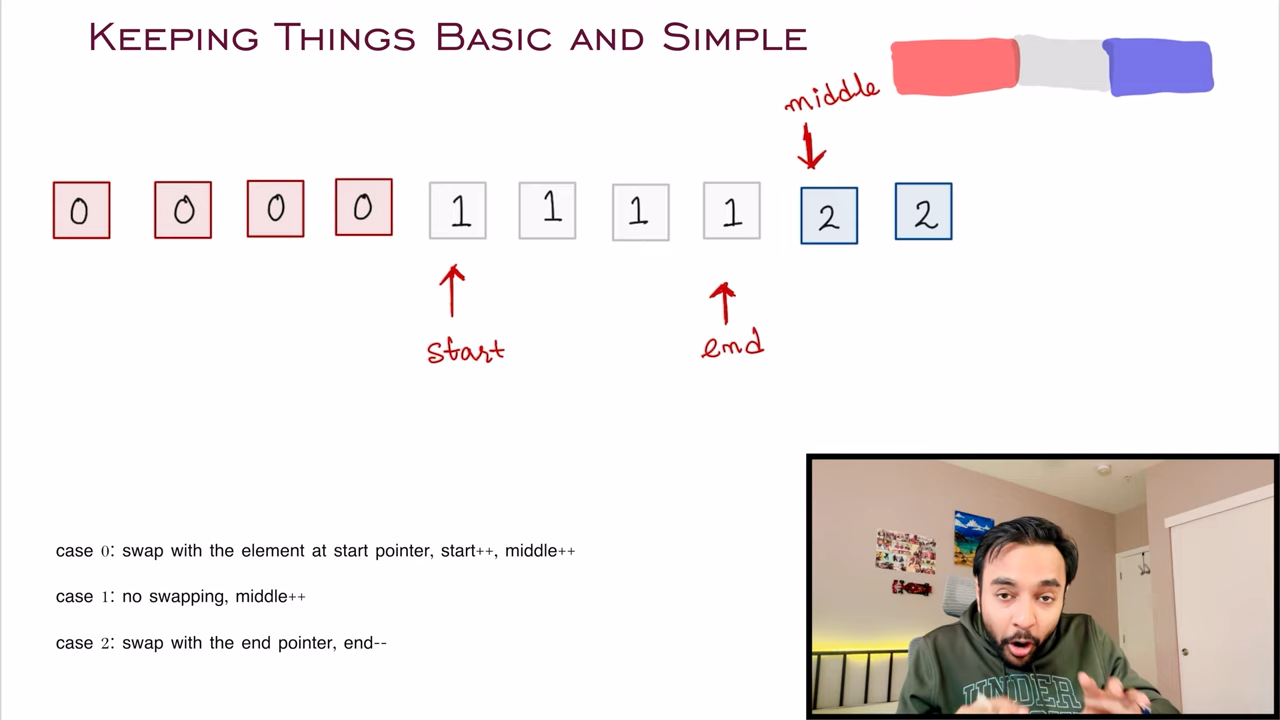 KEEPING THINGS BASIC AND SIMPLE
middle
0 0 0 0 1 1 1 1 2 2
start end
case 0: swap with the element at start pointer, start++, middle++
case 1: no swapping, middle++
case 2: swap with the end pointer, end--
UNDER